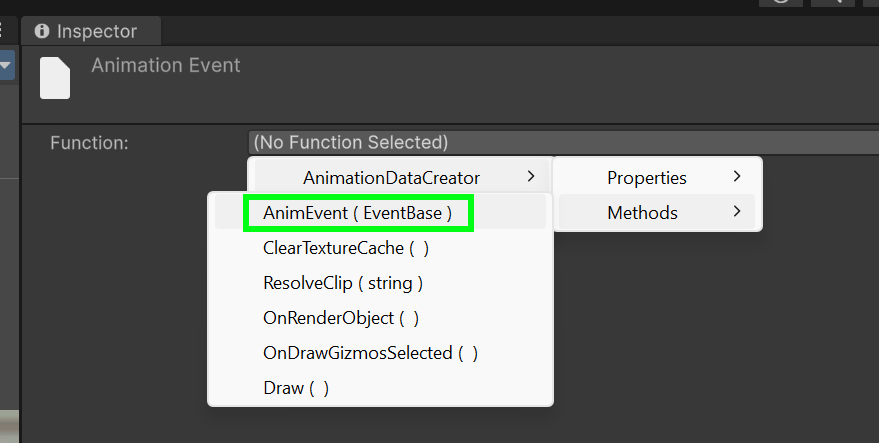 Inspector
Animation Event
Function:
(No Function Selected)
AnimationDataCreator
Properties
Methods
AnimEvent ( EventBase )
ClearTextureCache (  )
ResolveClip ( string )
OnRenderObject (  )
OnDrawGizmosSelected (  )
Draw (  )